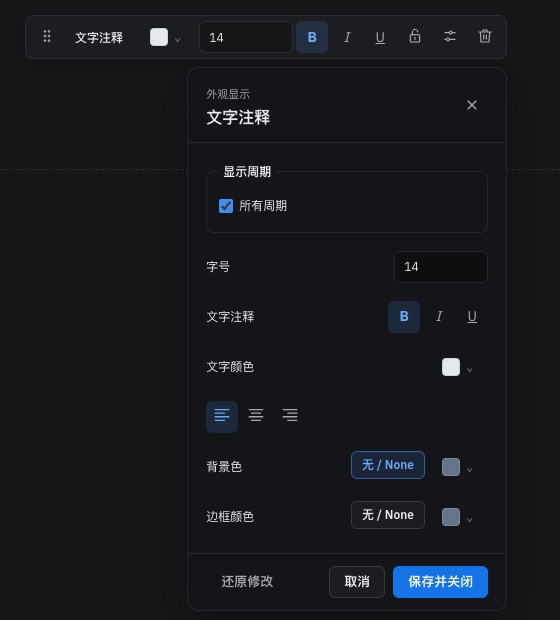 文字注释 14 B I U
外观显示
文字注释
显示周期
所有周期
字号 14
文字注释 B I U
文字颜色
背景色 无 / None
边框颜色 无 / None
还原修改 取消 保存并关闭